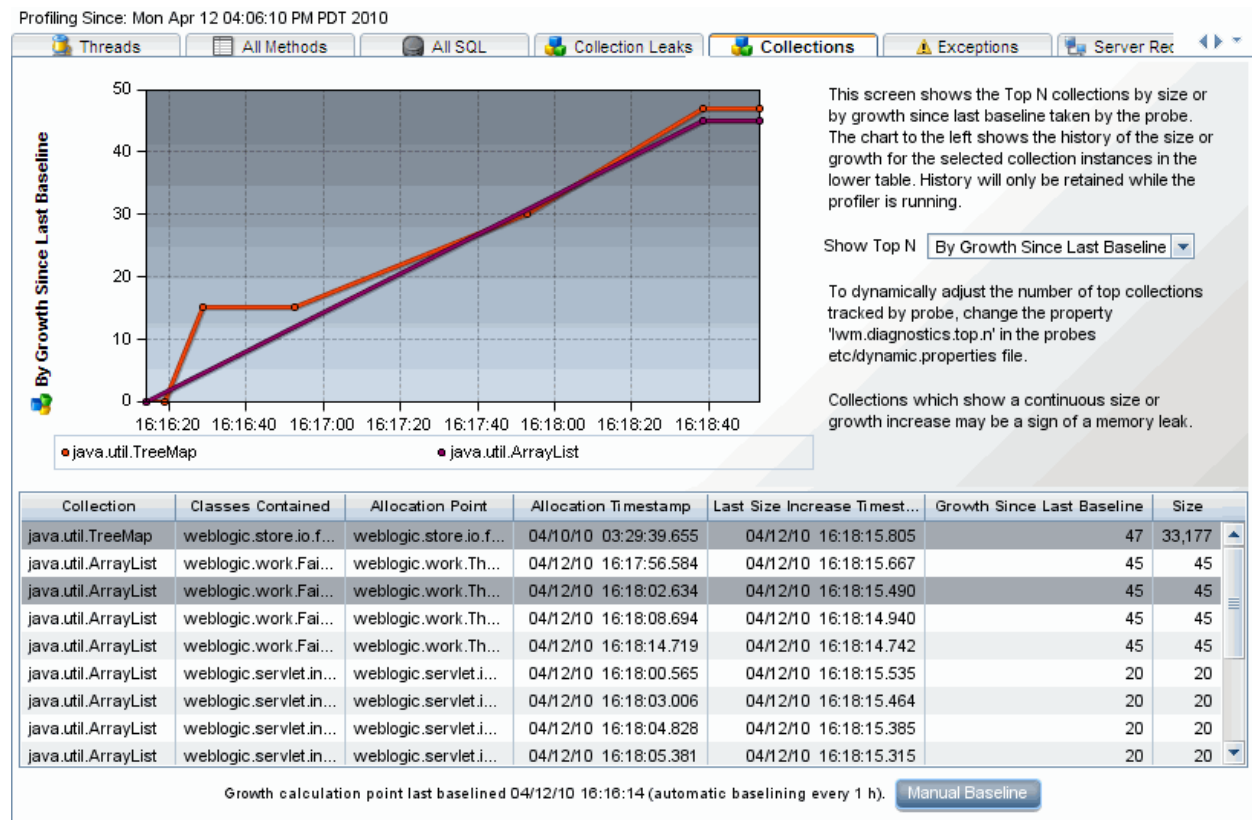 Profiling Since: Mon Apr 12 04:06:10 PM PDT 2010
Threads All Methods All SQL Collection Leaks Collections Exceptions Server Rec
By Growth Since Last Baseline
50
40
30
20
10
0
16:16:20 16:16:40 16:17:00 16:17:20 16:17:40 16:18:00 16:18:20 16:18:40
java.util.TreeMap java.util.ArrayList
This screen shows the Top N collections by size or
by growth since last baseline taken by the probe.
The chart to the left shows the history of the size or
growth for the selected collection instances in the
lower table. History will only be retained while the
profiler is running.
Show Top N By Growth Since Last Baseline
To dynamically adjust the number of top collections
tracked by probe, change the property
'lwm.diagnostics.top.n' in the probes
etc/dynamic.properties file.
Collections which show a continuous size or
growth increase may be a sign of a memory leak.
Collection Classes Contained Allocation Point Allocation Timestamp Last Size Increase Timest... Growth Since Last Baseline Size
java.util.TreeMap weblogic.store.io.f... weblogic.store.io.f... 04/10/10 03:29:39.655 04/12/10 16:18:15.805 47 33,177
java.util.ArrayList weblogic.work.Fai... weblogic.work.Th... 04/12/10 16:17:56.584 04/12/10 16:18:15.667 45 45
java.util.ArrayList weblogic.work.Fai... weblogic.work.Th... 04/12/10 16:18:02.634 04/12/10 16:18:15.490 45 45
java.util.ArrayList weblogic.work.Fai... weblogic.work.Th... 04/12/10 16:18:08.694 04/12/10 16:18:14.940 45 45
java.util.ArrayList weblogic.work.Fai... weblogic.work.Th... 04/12/10 16:18:14.719 04/12/10 16:18:14.742 45 45
java.util.ArrayList weblogic.servlet.in... weblogic.servlet.i... 04/12/10 16:18:00.565 04/12/10 16:18:15.535 20 20
java.util.ArrayList weblogic.servlet.in... weblogic.servlet.i... 04/12/10 16:18:03.006 04/12/10 16:18:15.464 20 20
java.util.ArrayList weblogic.servlet.in... weblogic.servlet.i... 04/12/10 16:18:04.828 04/12/10 16:18:15.385 20 20
java.util.ArrayList weblogic.servlet.in... weblogic.servlet.i... 04/12/10 16:18:05.381 04/12/10 16:18:15.315 20 20
Growth calculation point last baselined 04/12/10 16:16:14 (automatic baselining every 1 h). Manual Baseline